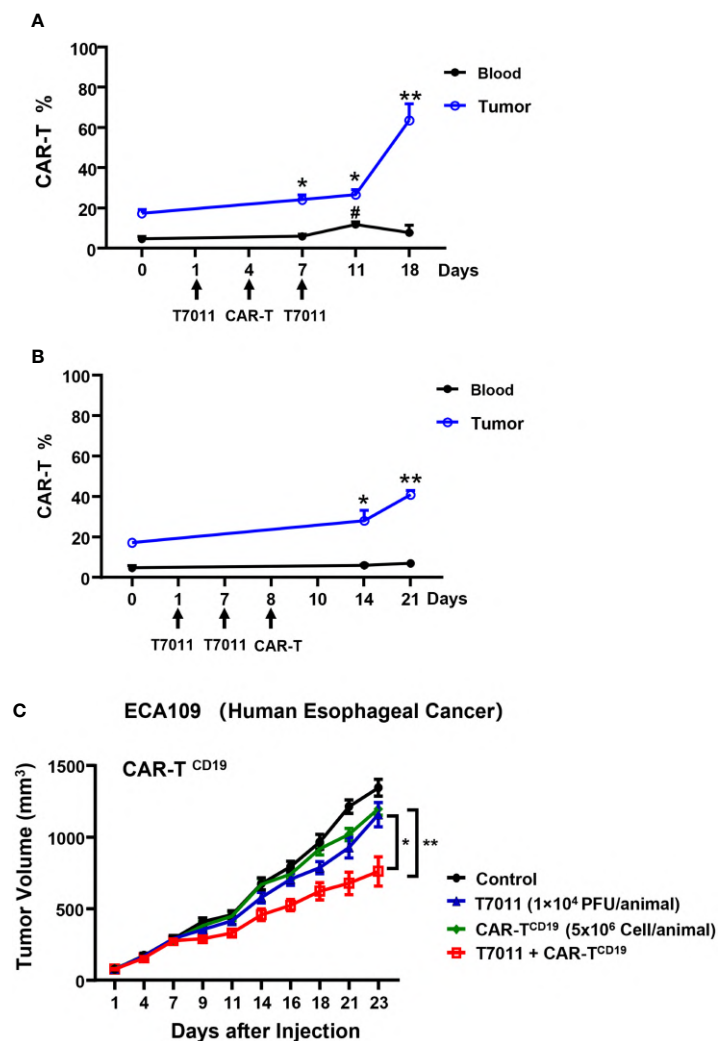 A
100
80
60
40
20
0
CAR-T %
Blood
Tumor
*
*
**
#
0 1 4 7 11 18 Days
T7011 CAR-T T7011
B
100
80
60
40
20
0
CAR-T %
Blood
Tumor
*
**
0 1 7 8 10 14 21 Days
T7011 T7011 CAR-T
C
ECA109 (Human Esophageal Cancer)
CAR-T CD19
1500
1000
500
0
Tumor Volume (mm3)
* **
Control
T7011 (1×104 PFU/animal)
CAR-TCD19 (5x106 Cell/animal)
T7011 + CAR-TCD19
1 4 7 9 11 14 16 18 21 23
Days after Injection